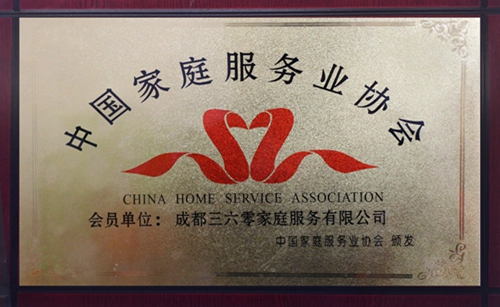 中国家庭服务业协会
CHINA HOME SERVICE ASSOCIATION
会员单位：成都三六零家庭服务有限公司
中国家庭服务业协会 颁发